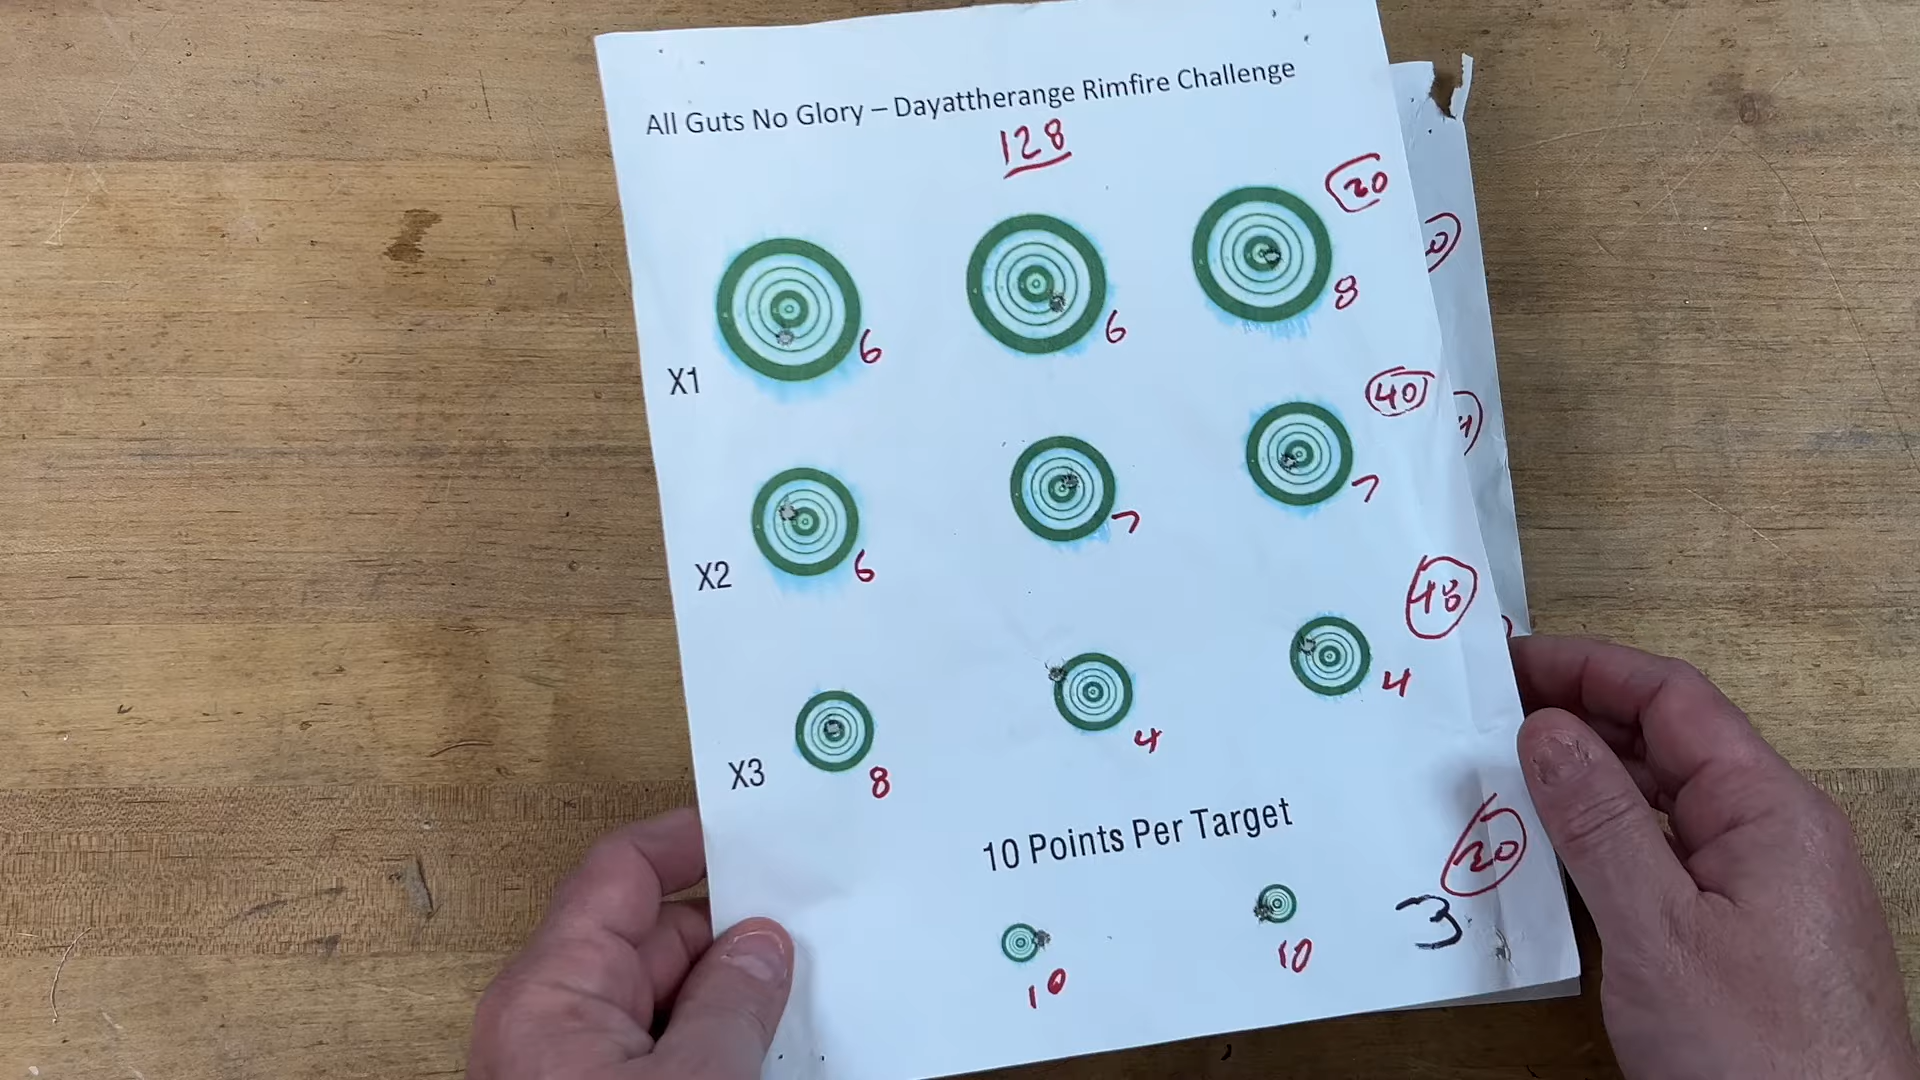 All Guts No Glory – Dayattherange Rimfire Challenge
128
20
6 6 8
X1
40
6 7 7
X2
48
8 4 4
X3
10 Points Per Target
20
3
10 10